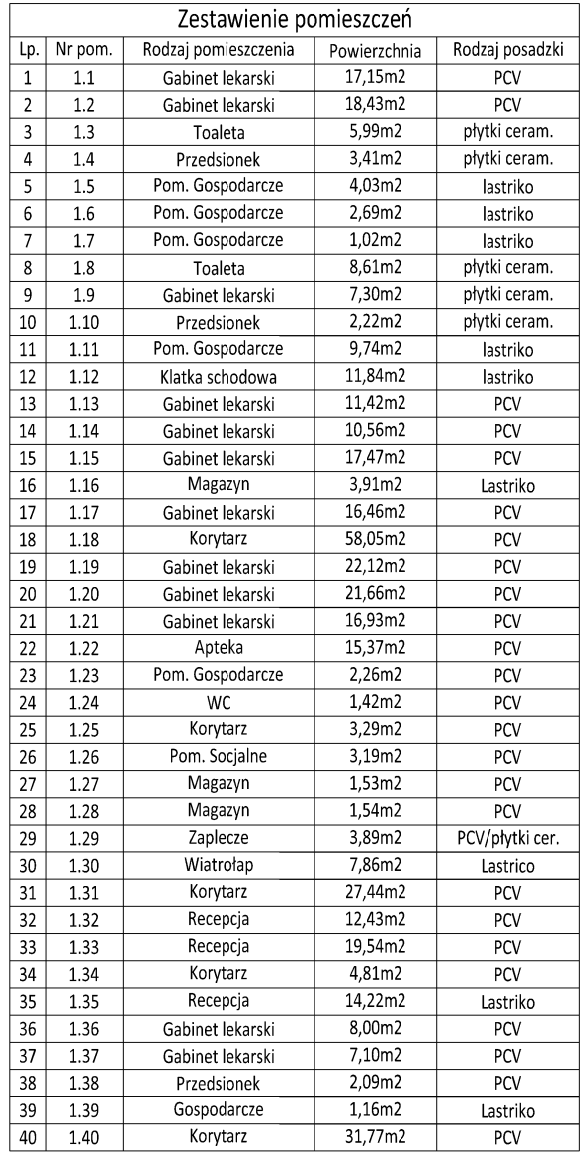 Zestawienie pomieszczeń
Lp. Nr pom. Rodzaj pomieszczenia Powierzchnia Rodzaj posadzki
1 1.1 Gabinet lekarski 17,15m2 PCV
2 1.2 Gabinet lekarski 18,43m2 PCV
3 1.3 Toaleta 5,99m2 płytki ceram.
4 1.4 Przedsionek 3,41m2 płytki ceram.
5 1.5 Pom. Gospodarcze 4,03m2 lastriko
6 1.6 Pom. Gospodarcze 2,69m2 lastriko
7 1.7 Pom. Gospodarcze 1,02m2 lastriko
8 1.8 Toaleta 8,61m2 płytki ceram.
9 1.9 Gabinet lekarski 7,30m2 płytki ceram.
10 1.10 Przedsionek 2,22m2 płytki ceram.
11 1.11 Pom. Gospodarcze 9,74m2 lastriko
12 1.12 Klatka schodowa 11,84m2 lastriko
13 1.13 Gabinet lekarski 11,42m2 PCV
14 1.14 Gabinet lekarski 10,56m2 PCV
15 1.15 Gabinet lekarski 17,47m2 PCV
16 1.16 Magazyn 3,91m2 Lastriko
17 1.17 Gabinet lekarski 16,46m2 PCV
18 1.18 Korytarz 58,05m2 PCV
19 1.19 Gabinet lekarski 22,12m2 PCV
20 1.20 Gabinet lekarski 21,66m2 PCV
21 1.21 Gabinet lekarski 16,93m2 PCV
22 1.22 Apteka 15,37m2 PCV
23 1.23 Pom. Gospodarcze 2,26m2 PCV
24 1.24 WC 1,42m2 PCV
25 1.25 Korytarz 3,29m2 PCV
26 1.26 Pom. Socjalne 3,19m2 PCV
27 1.27 Magazyn 1,53m2 PCV
28 1.28 Magazyn 1,54m2 PCV
29 1.29 Zaplecze 3,89m2 PCV/płytki cer.
30 1.30 Wiatrołap 7,86m2 Lastrico
31 1.31 Korytarz 27,44m2 PCV
32 1.32 Recepcja 12,43m2 PCV
33 1.33 Recepcja 19,54m2 PCV
34 1.34 Korytarz 4,81m2 PCV
35 1.35 Recepcja 14,22m2 Lastriko
36 1.36 Gabinet lekarski 8,00m2 PCV
37 1.37 Gabinet lekarski 7,10m2 PCV
38 1.38 Przedsionek 2,09m2 PCV
39 1.39 Gospodarcze 1,16m2 Lastriko
40 1.40 Korytarz 31,77m2 PCV